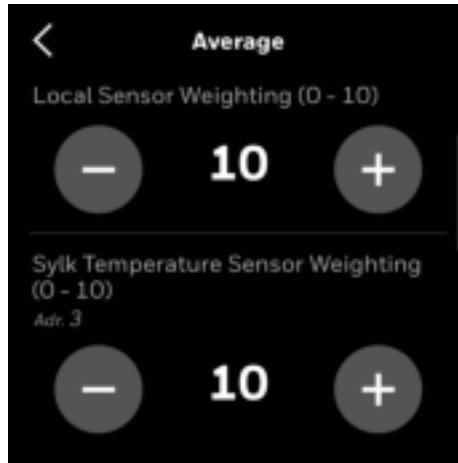 Average
Local Sensor Weighting (0 - 10)
− 10 +
Sylk Temperature Sensor Weighting
(0 - 10)
Adr. 3
− 10 +